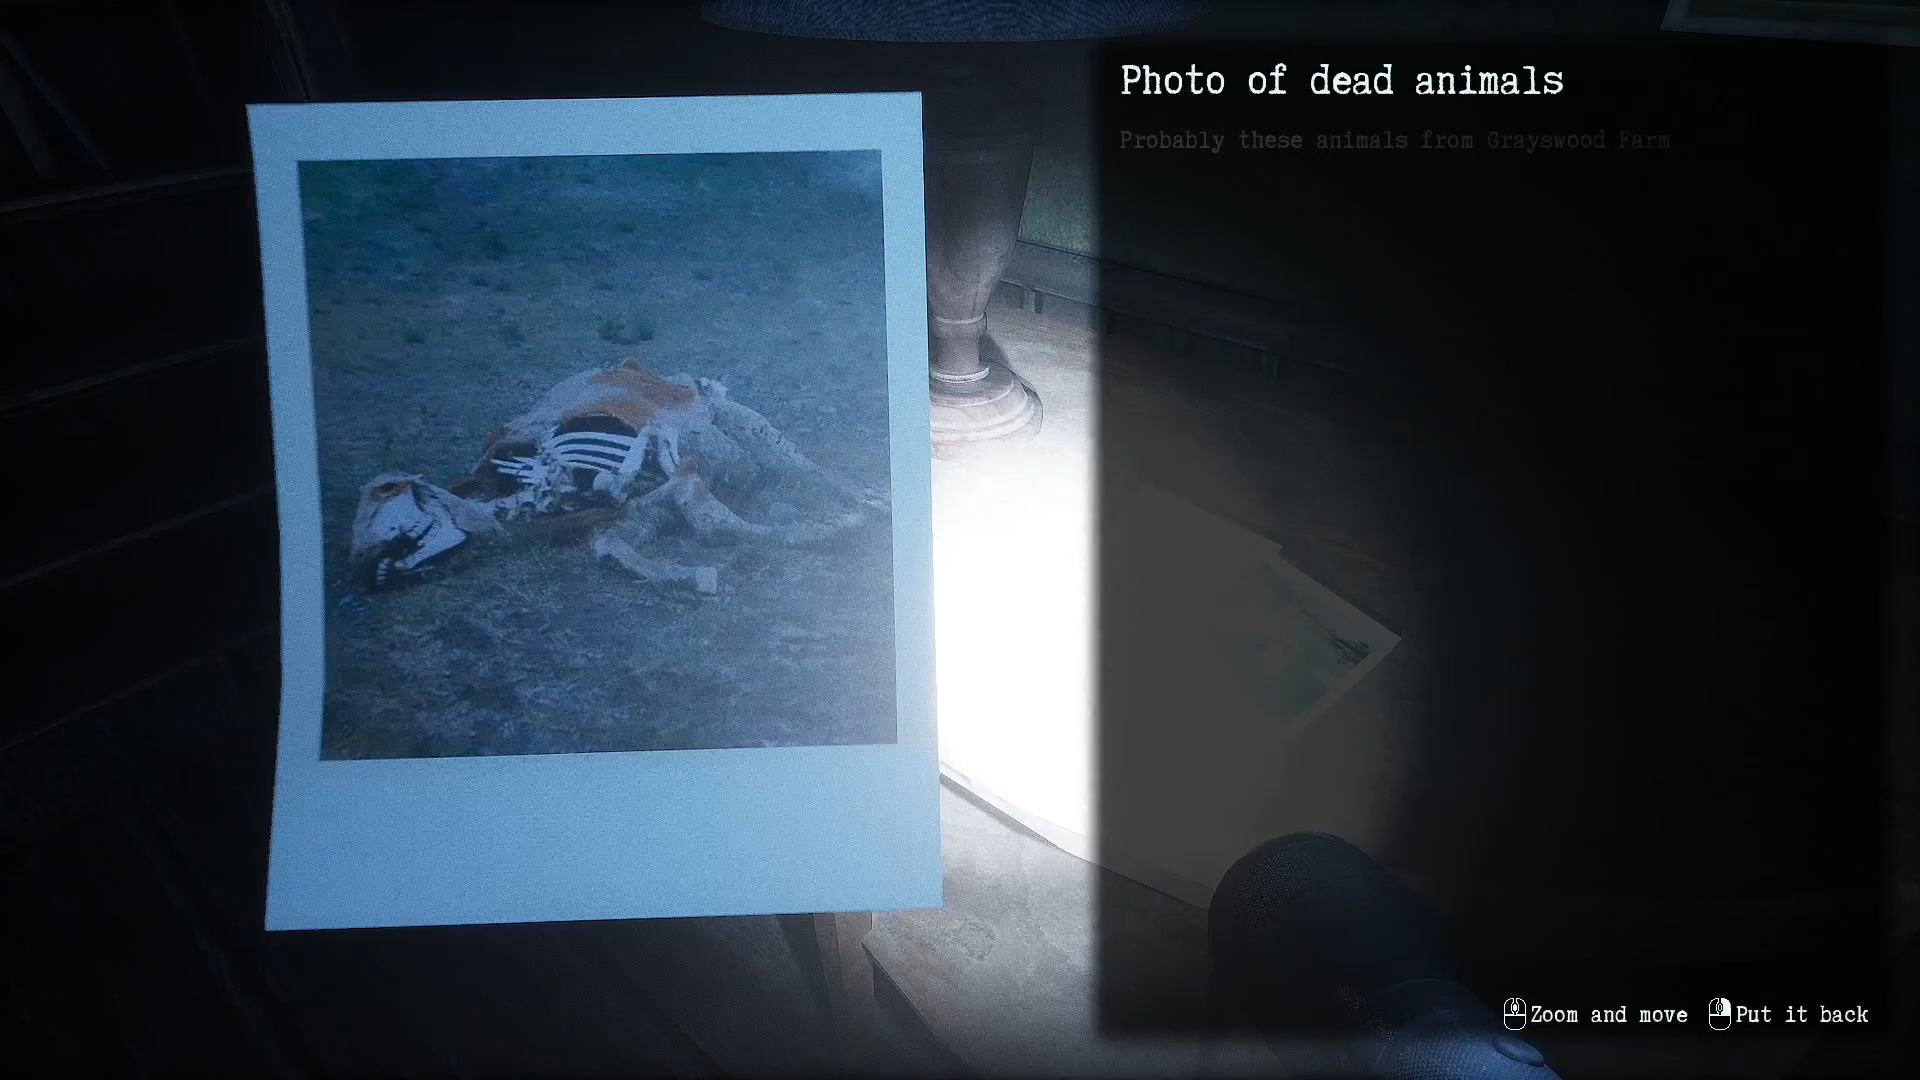 Photo of dead animals
Probably these animals from Grayswood Farm
Zoom and move
Put it back